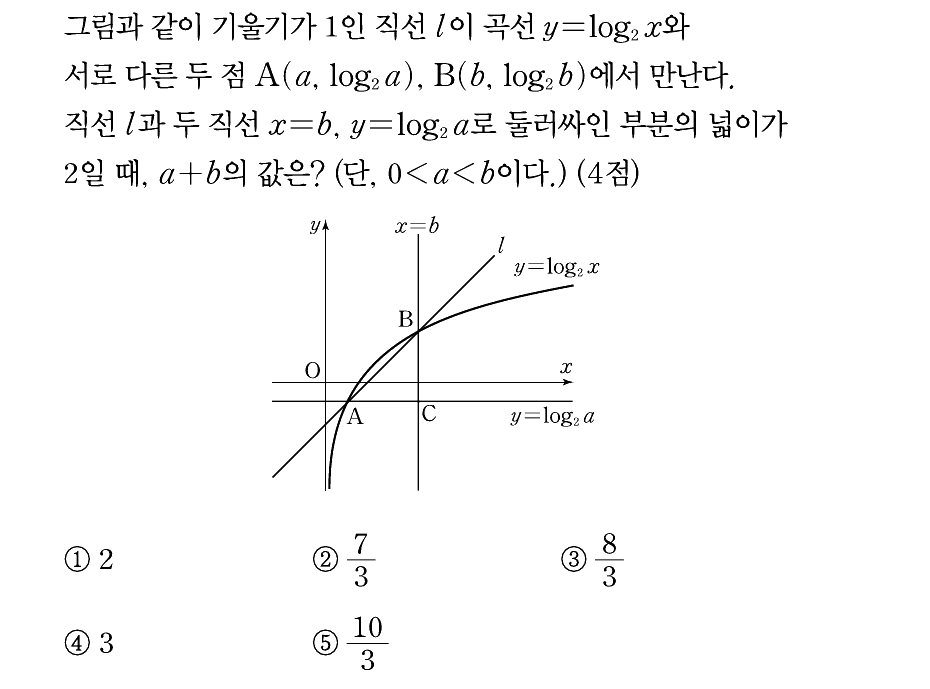 그림과 같이 기울기가 1인 직선 l이 곡선 y=log₂ x와
서로 다른 두 점 A(a, log₂ a), B(b, log₂ b)에서 만난다.
직선 l과 두 직선 x=b, y=log₂ a로 둘러싸인 부분의 넓이가
2일 때, a+b의 값은? (단, 0<a<b이다.) (4점)
y
x=b
l
y=log₂ x
B
O
x
A
C
y=log₂ a
① 2 ② 7/3 ③ 8/3
④ 3 ⑤ 10/3